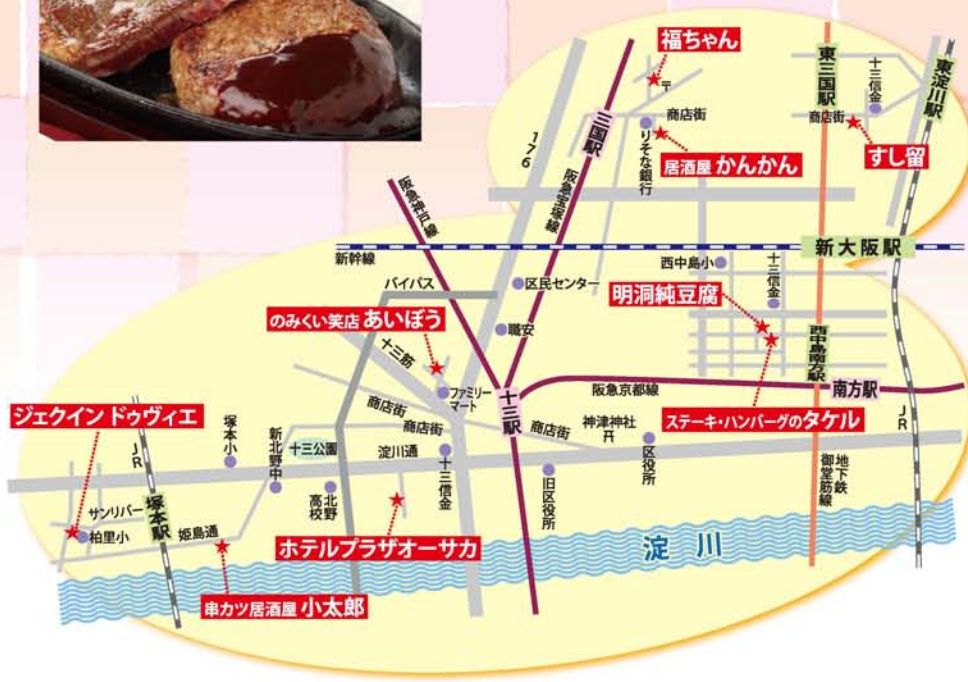 福ちゃん
〒
商店街
りそな銀行
居酒屋 かんかん
東三国駅
商店街
十三信金
すし留
東淀川駅
176
三国駅
阪急宝塚線
阪急神戸線
新幹線
新大阪駅
バイパス
区民センター
西中島小
十三信金
明洞純豆腐
のみくい笑店 あいぼう
職安
十三筋
ファミリーマート
西中島南方駅
阪急京都線
南方駅
JR
十三駅
ステーキ・ハンバーグのタケル
ジェクイン ドゥヴィエ
商店街
商店街
商店街
神津神社
区役所
JR
塚本小
新北野中
十三公園
淀川通
十三信金
旧区役所
地下鉄
御堂筋線
北野
高校
サンリバー
塚本駅
柏里小
姫島通
ホテルプラザオーサカ
淀川
串カツ居酒屋 小太郎